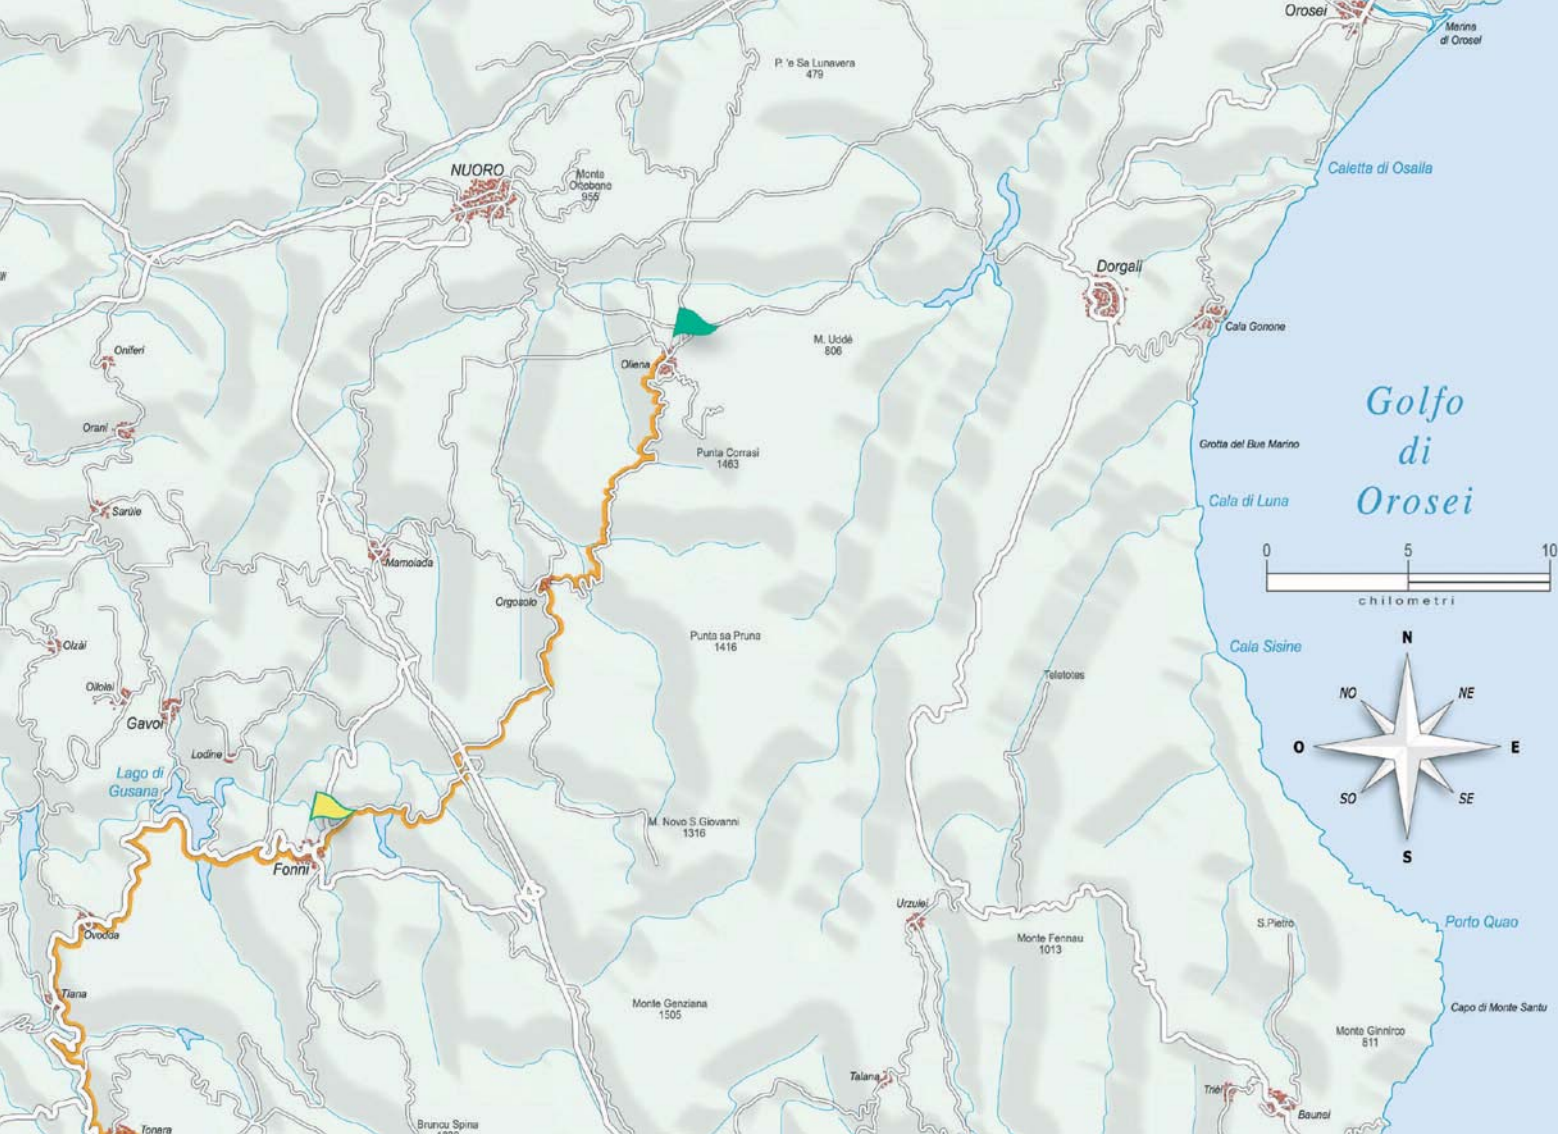 Orosei
Marina
di Orosei
P. 'e Sa Lunavera
479
NUORO
Monte
Ortobene
955
Caletta di Osalla
Dorgali
Cala Gonone
M. Uddé
806
Oniferi
Oliena
Golfo
di
Orosei
Orani
Grotta del Bue Marino
Punta Corrasi
1463
Cala di Luna
Sarùle
0 5 10
chilometri
Mamoiada
Orgosolo
Punta sa Pruna
1416
Olzài
Cala Sisine
N
NO NE
O E
SO SE
S
Teletotes
Ollolai
Gavoi
Lodine
Lago di
Gusana
M. Novo S.Giovanni
1316
Fonni
Urzulei
S.Pietro
Porto Quao
Ovodda
Monte Fennau
1013
Tiana
Monte Genziana
1505
Capo di Monte Santu
Monte Ginnirco
811
Talana
Triéi
Baunei
Bruncu Spina
Tonara